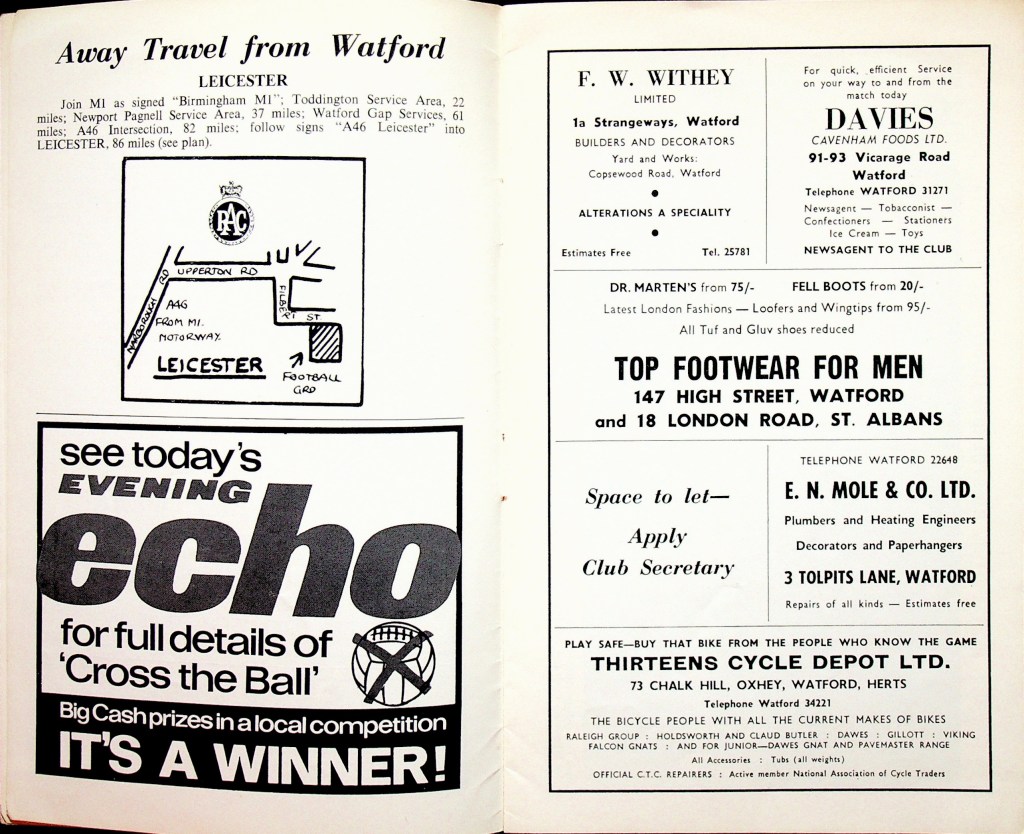 Away Travel from Watford
LEICESTER
Join M1 as signed "Birmingham M1"; Toddington Service Area, 22
miles; Newport Pagnell Service Area, 37 miles; Watford Gap Services, 61
miles; A46 Intersection, 82 miles; follow signs "A46 Leicester" into
LEICESTER, 86 miles (see plan).
RAC
UPPERTON RD
NARBOROUGH RD
FILBERT ST
A46
FROM M1.
MOTORWAY.
LEICESTER
FOOTBALL
GRD
see today's
EVENING
echo
for full details of
'Cross the Ball'
Big Cash prizes in a local competition
IT'S A WINNER!
F. W. WITHEY
LIMITED
1a Strangeways, Watford
BUILDERS AND DECORATORS
Yard and Works:
Copsewood Road, Watford
ALTERATIONS A SPECIALITY
Estimates Free Tel. 25781
For quick, efficient Service
on your way to and from the
match today
DAVIES
CAVENHAM FOODS LTD.
91-93 Vicarage Road
Watford
Telephone WATFORD 31271
Newsagent — Tobacconist —
Confectioners — Stationers
Ice Cream — Toys
NEWSAGENT TO THE CLUB
DR. MARTEN'S from 75/- FELL BOOTS from 20/-
Latest London Fashions — Loofers and Wingtips from 95/-
All Tuf and Gluv shoes reduced
TOP FOOTWEAR FOR MEN
147 HIGH STREET, WATFORD
and 18 LONDON ROAD, ST. ALBANS
Space to let—
Apply
Club Secretary
TELEPHONE WATFORD 22648
E. N. MOLE & CO. LTD.
Plumbers and Heating Engineers
Decorators and Paperhangers
3 TOLPITS LANE, WATFORD
Repairs of all kinds — Estimates free
PLAY SAFE—BUY THAT BIKE FROM THE PEOPLE WHO KNOW THE GAME
THIRTEENS CYCLE DEPOT LTD.
73 CHALK HILL, OXHEY, WATFORD, HERTS
Telephone Watford 34221
THE BICYCLE PEOPLE WITH ALL THE CURRENT MAKES OF BIKES
RALEIGH GROUP : HOLDSWORTH AND CLAUD BUTLER : DAWES : GILLOTT : VIKING
FALCON GNATS : AND FOR JUNIOR—DAWES GNAT AND PAVEMASTER RANGE
All Accessories : Tubs (all weights)
OFFICIAL C.T.C. REPAIRERS : Active member National Association of Cycle Traders